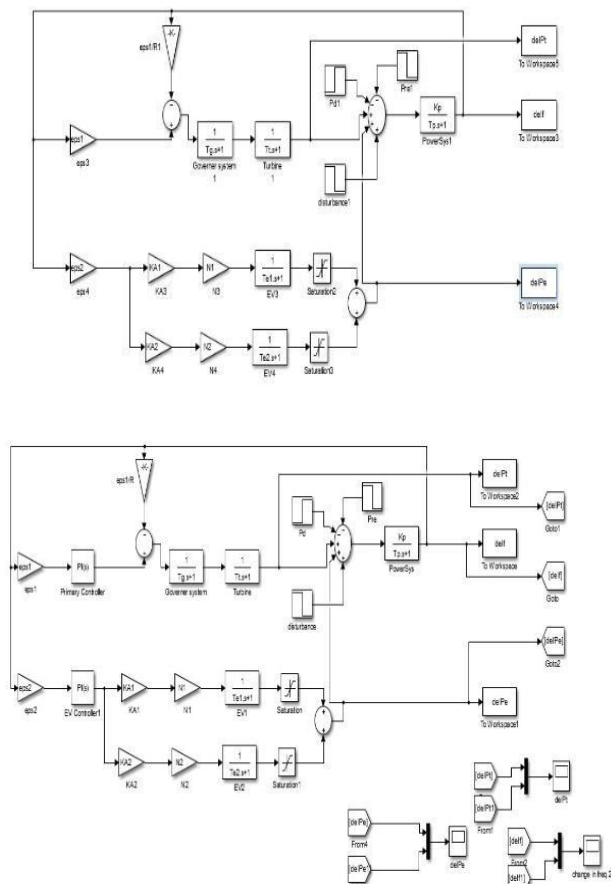 -K-
eps1/R1
delPt
To Workspace5
Pd1
Pre1
eps1
eps3
1
Tg.s+1
Governer system
1
1
Tt.s+1
Turbine
1
Kp
Tp.s+1
PowerSys1
delf
To Workspace3
disturbance1
eps2
eps4
KA1
KA3
N1
N3
1
Te1.s+1
EV3
Saturation2
delPe
To Workspace4
KA2
KA4
N2
N4
1
Te2.s+1
EV4
Saturation3
-K-
eps1/R
delPt
To Workspace2
[delPt]
Goto1
Pd
Pre
eps1
eps1
PI(s)
Primary Controller
1
Tg.s+1
Governer system
1
Tt.s+1
Turbine
Kp
Tp.s+1
PowerSys
delf
To Workspace
[delf]
Goto
disturbance
[delPe]
Goto2
eps2
eps2
PI(s)
EV Controller1
KA1
KA1
N1
N1
1
Te1.s+1
EV1
Saturation
delPe
To Workspace1
KA2
KA2
N2
N2
1
Te2.s+1
EV2
Saturation1
[delPt]
[delPt1]
From1
delPt
[delPe]
From4
[delPe1]
delPe
[delf]
From2
[delf1]
change in freq.2